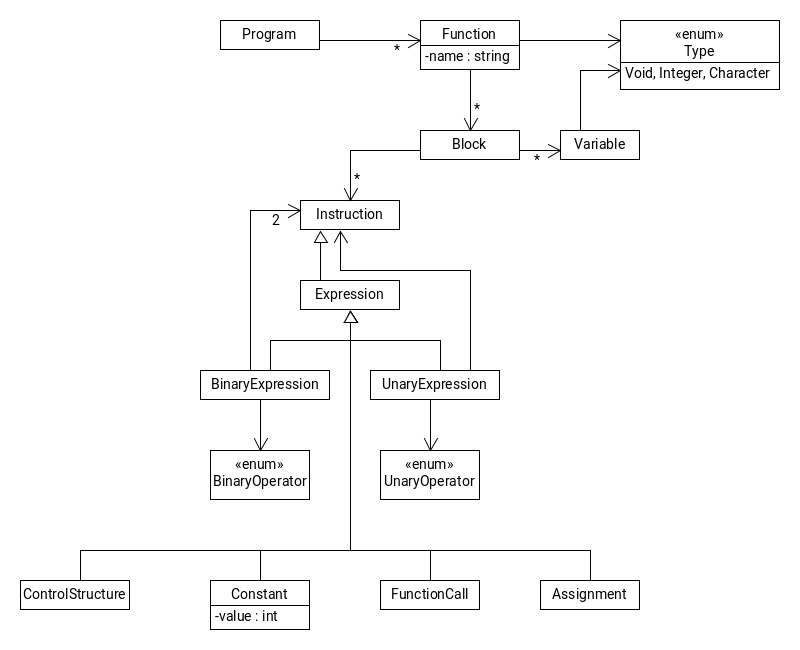 Program
*
Function
-name : string
«enum»
Type
Void, Integer, Character
*
Block
*
Variable
*
Instruction
2
Expression
BinaryExpression
UnaryExpression
«enum»
BinaryOperator
«enum»
UnaryOperator
ControlStructure
Constant
-value : int
FunctionCall
Assignment